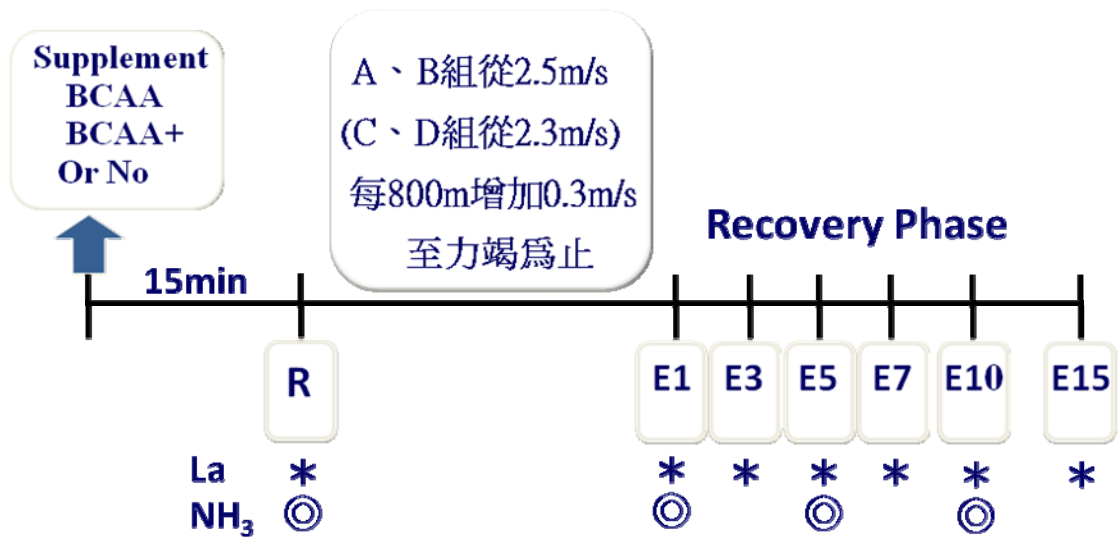 Supplement
BCAA
BCAA+
Or No
A、B組從2.5m/s
(C、D組從2.3m/s)
每800m增加0.3m/s
至力竭爲止
Recovery Phase
15min
R
E1 E3 E5 E7 E10 E15
La * * * * * * *
NH₃ ◎ ◎ ◎ ◎